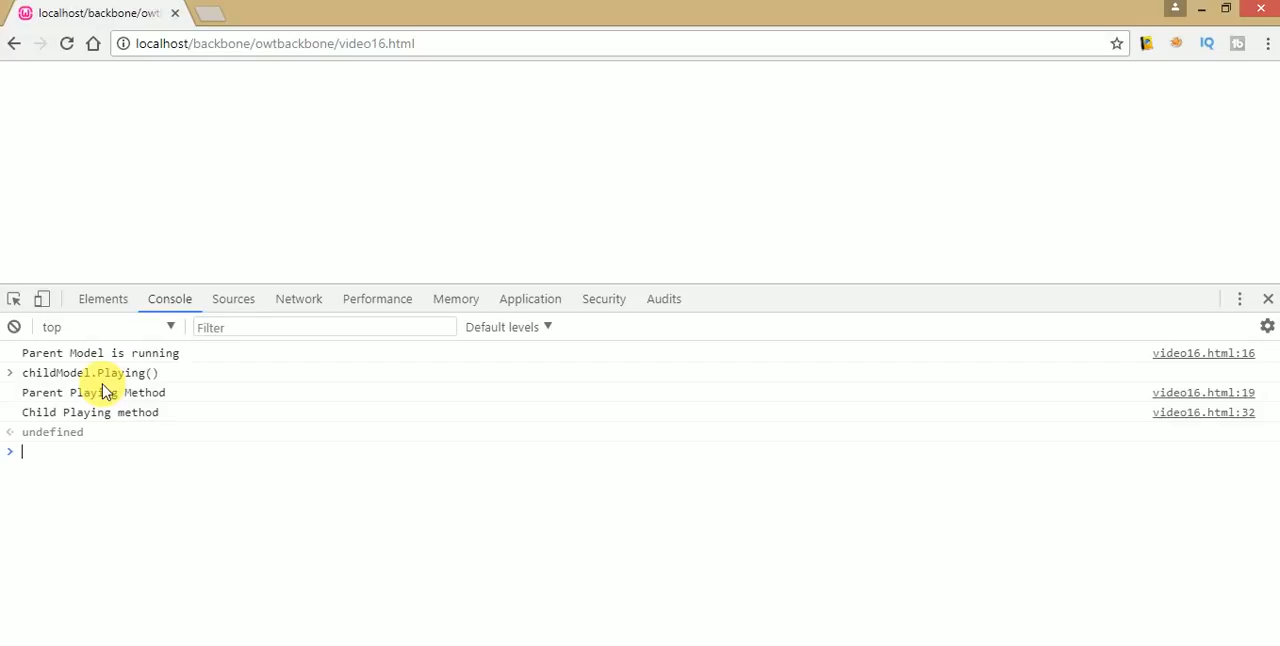 localhost/backbone/owtb
localhost/backbone/owtbackbone/video16.html
IQ
Elements Console Sources Network Performance Memory Application Security Audits
top Filter Default levels
Parent Model is running video16.html:16
childModel.Playing()
Parent Playing Method video16.html:19
Child Playing method video16.html:32
undefined